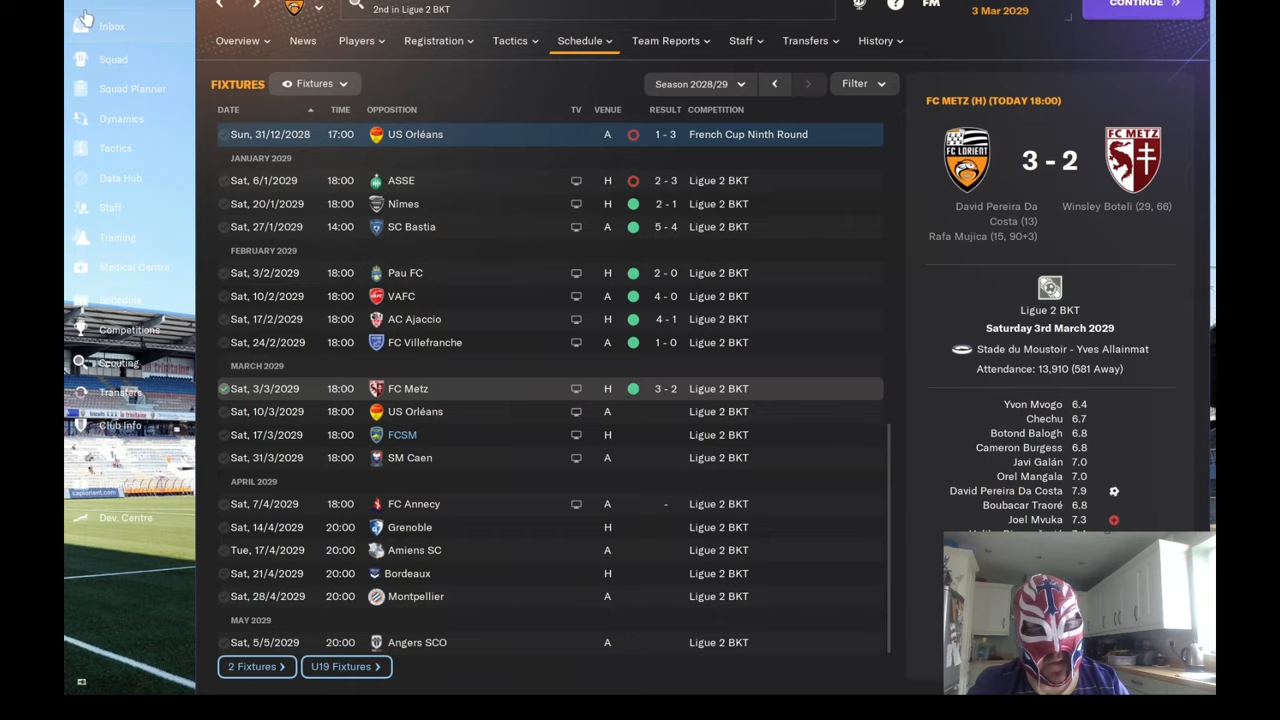 2nd in Ligue 2 BKT
FM
3 Mar 2029
CONTINUE
Inbox
Squad
Squad Planner
Dynamics
Tactics
Data Hub
Staff
Training
Medical Centre
Schedule
Competitions
Scouting
Transfers
Club Info
Dev. Centre
Overview News Players Registration Tactics Schedule Team Reports Staff Transfers History
FIXTURES Fixtures Season 2028/29 Filter
DATE TIME OPPOSITION TV VENUE RESULT COMPETITION
Sun, 31/12/2028 17:00 US Orléans A 1 - 3 French Cup Ninth Round
JANUARY 2029
Sat, 6/1/2029 18:00 ASSE H 2 - 3 Ligue 2 BKT
Sat, 20/1/2029 18:00 Nîmes H 2 - 1 Ligue 2 BKT
Sat, 27/1/2029 14:00 SC Bastia A 5 - 4 Ligue 2 BKT
FEBRUARY 2029
Sat, 3/2/2029 18:00 Pau FC H 2 - 0 Ligue 2 BKT
Sat, 10/2/2029 18:00 VAFC A 4 - 0 Ligue 2 BKT
Sat, 17/2/2029 18:00 AC Ajaccio H 4 - 1 Ligue 2 BKT
Sat, 24/2/2029 18:00 FC Villefranche A 1 - 0 Ligue 2 BKT
MARCH 2029
Sat, 3/3/2029 18:00 FC Metz H 3 - 2 Ligue 2 BKT
Sat, 10/3/2029 18:00 US Orléans A Ligue 2 BKT
Sat, 17/3/2029 18:00 FCSM H Ligue 2 BKT
Sat, 31/3/2029 18:00 SM Caen H Ligue 2 BKT
APRIL 2029
Sat, 7/4/2029 18:00 FC Annecy A - Ligue 2 BKT
Sat, 14/4/2029 20:00 Grenoble H Ligue 2 BKT
Tue, 17/4/2029 20:00 Amiens SC A Ligue 2 BKT
Sat, 21/4/2029 20:00 Bordeaux H Ligue 2 BKT
Sat, 28/4/2029 20:00 Montpellier A Ligue 2 BKT
MAY 2029
Sat, 5/5/2029 20:00 Angers SCO A Ligue 2 BKT
2 Fixtures U19 Fixtures
FC METZ (H) (TODAY 18:00)
FC LORIENT
FC METZ
3 - 2
David Pereira Da
Costa (13)
Rafa Mujica (15, 90+3)
Winsley Boteli (29, 66)
Ligue 2 BKT
Saturday 3rd March 2029
Stade du Moustoir - Yves Allainmat
Attendance: 13,910 (581 Away)
Yvon Mvogo 6.4
Chechu 6.7
Botond Balogh 6.8
Cameron Burgess 6.8
Javi Galán 7.0
Orel Mangala 7.0
David Pereira Da Costa 7.9
Boubacar Traoré 6.8
Joel Mvuka 7.3